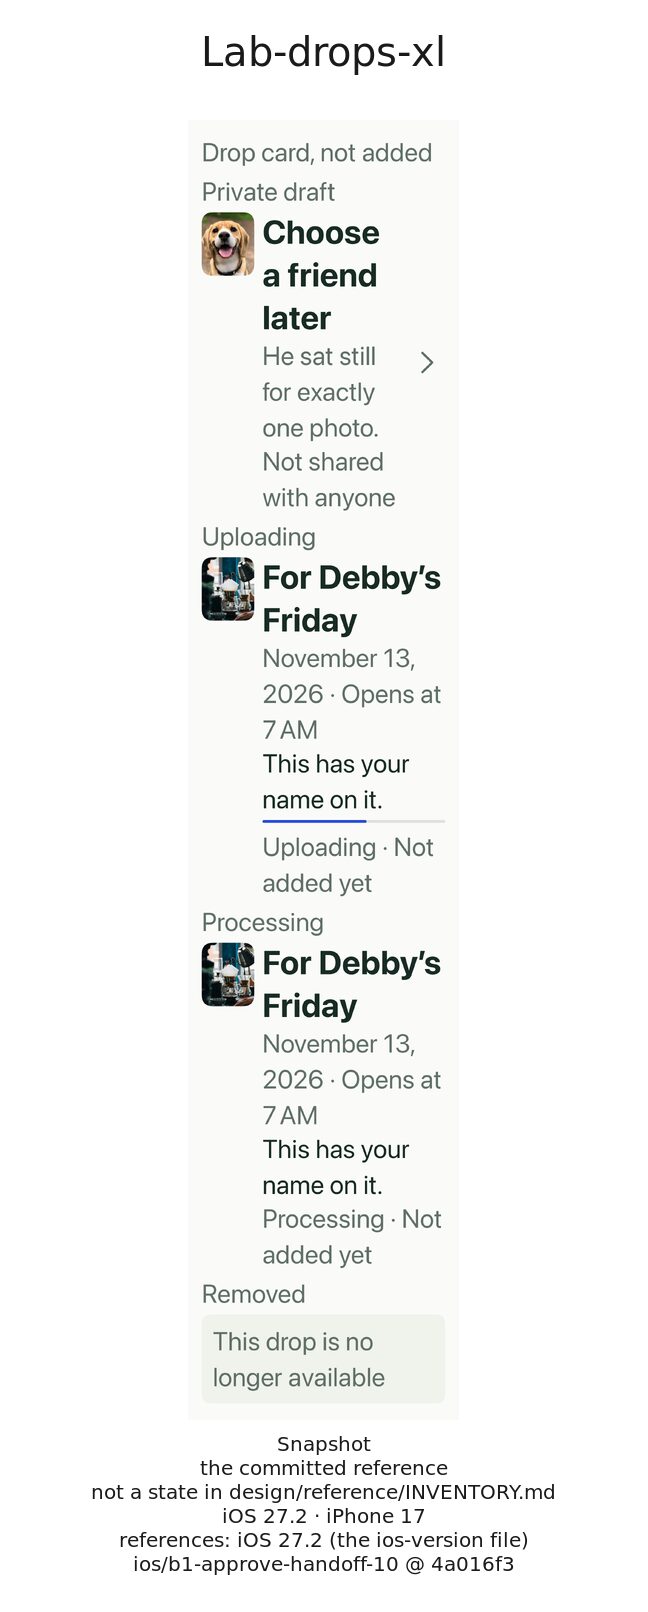 Lab-drops-xl
Drop card, not added
Private draft
Choose
a friend
later
He sat still
for exactly
one photo.
Not shared
with anyone
Uploading
For Debby’s
Friday
November 13,
2026 · Opens at
7 AM
This has your
name on it.
Uploading · Not
added yet
Processing
For Debby’s
Friday
November 13,
2026 · Opens at
7 AM
This has your
name on it.
Processing · Not
added yet
Removed
This drop is no
longer available
Snapshot
the committed reference
not a state in design/reference/INVENTORY.md
iOS 27.2 · iPhone 17
references: iOS 27.2 (the ios-version file)
ios/b1-approve-handoff-10 @ 4a016f3